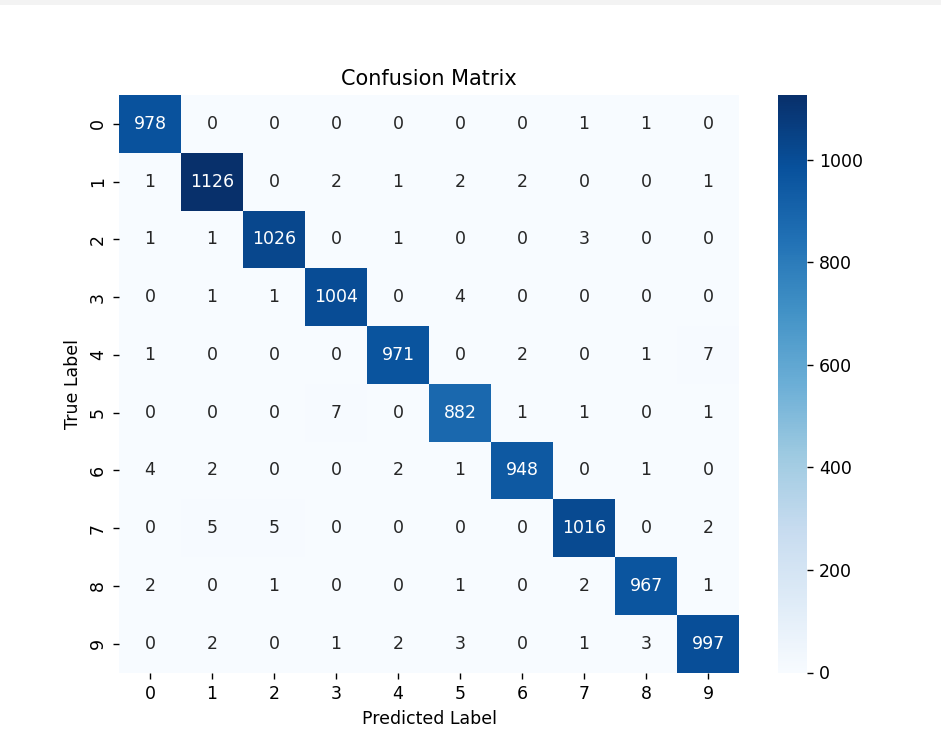 Confusion Matrix
0 978 0 0 0 0 0 0 1 1 0
1 1 1126 0 2 1 2 2 0 0 1
2 1 1 1026 0 1 0 0 3 0 0
3 0 1 1 1004 0 4 0 0 0 0
4 1 0 0 0 971 0 2 0 1 7
5 0 0 0 7 0 882 1 1 0 1
6 4 2 0 0 2 1 948 0 1 0
7 0 5 5 0 0 0 0 1016 0 2
8 2 0 1 0 0 1 0 2 967 1
9 0 2 0 1 2 3 0 1 3 997
0 1 2 3 4 5 6 7 8 9
Predicted Label
True Label
1000
800
600
400
200
0